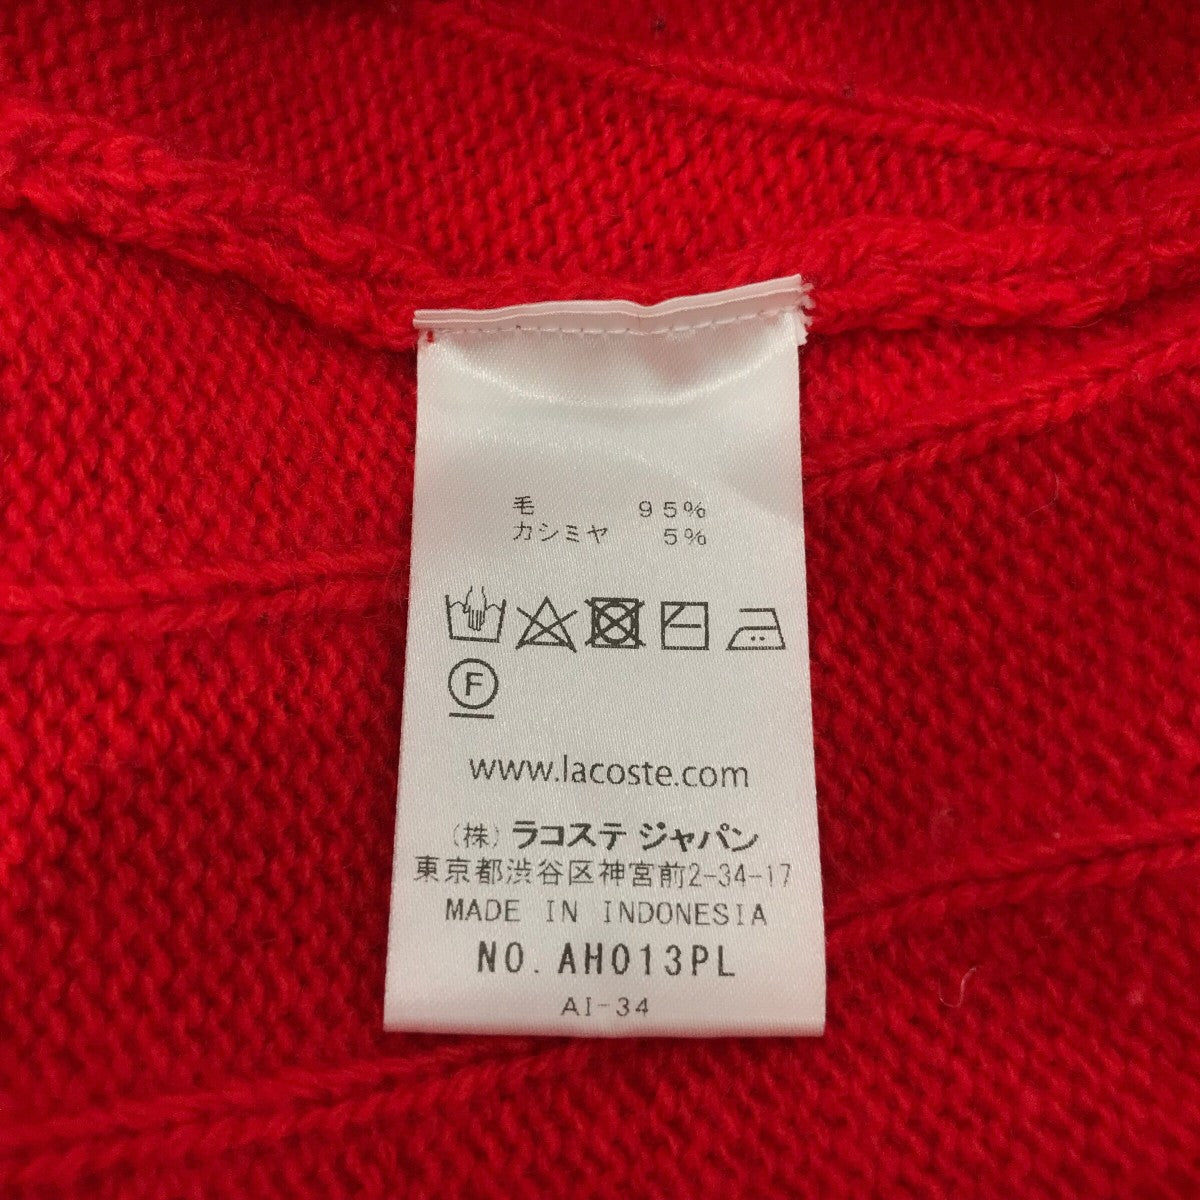 毛 95%
カシミヤ 5%
F
www.lacoste.com
(株) ラコステ ジャパン
東京都渋谷区神宮前2-34-17
MADE IN INDONESIA
NO. AH013PL
AI-34